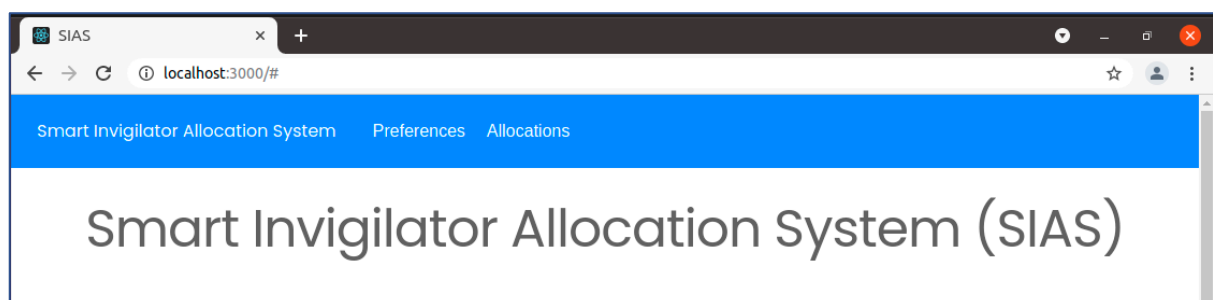 SIAS
localhost:3000/#
Smart Invigilator Allocation System Preferences Allocations
Smart Invigilator Allocation System (SIAS)